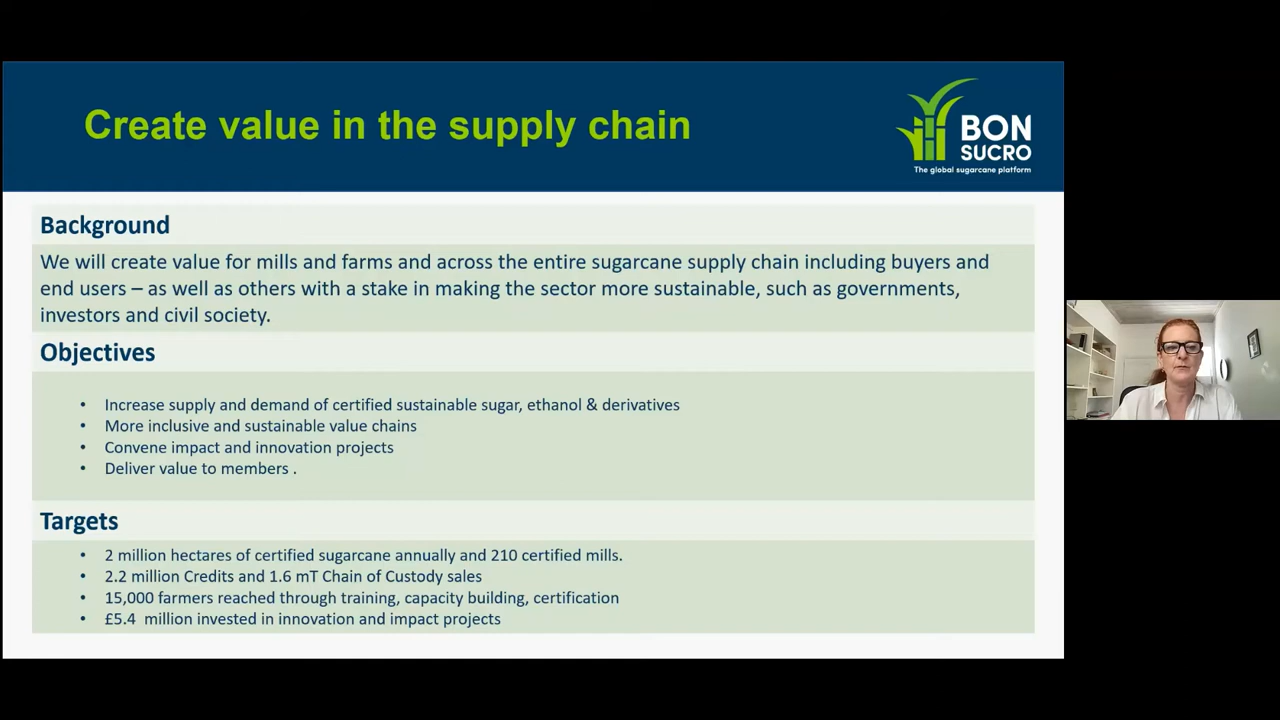 Create value in the supply chain
BON
SUCRO
The global sugarcane platform
Background
We will create value for mills and farms and across the entire sugarcane supply chain including buyers and
end users – as well as others with a stake in making the sector more sustainable, such as governments,
investors and civil society.
Objectives
• Increase supply and demand of certified sustainable sugar, ethanol & derivatives
• More inclusive and sustainable value chains
• Convene impact and innovation projects
• Deliver value to members .
Targets
• 2 million hectares of certified sugarcane annually and 210 certified mills.
• 2.2 million Credits and 1.6 mT Chain of Custody sales
• 15,000 farmers reached through training, capacity building, certification
• £5.4 million invested in innovation and impact projects